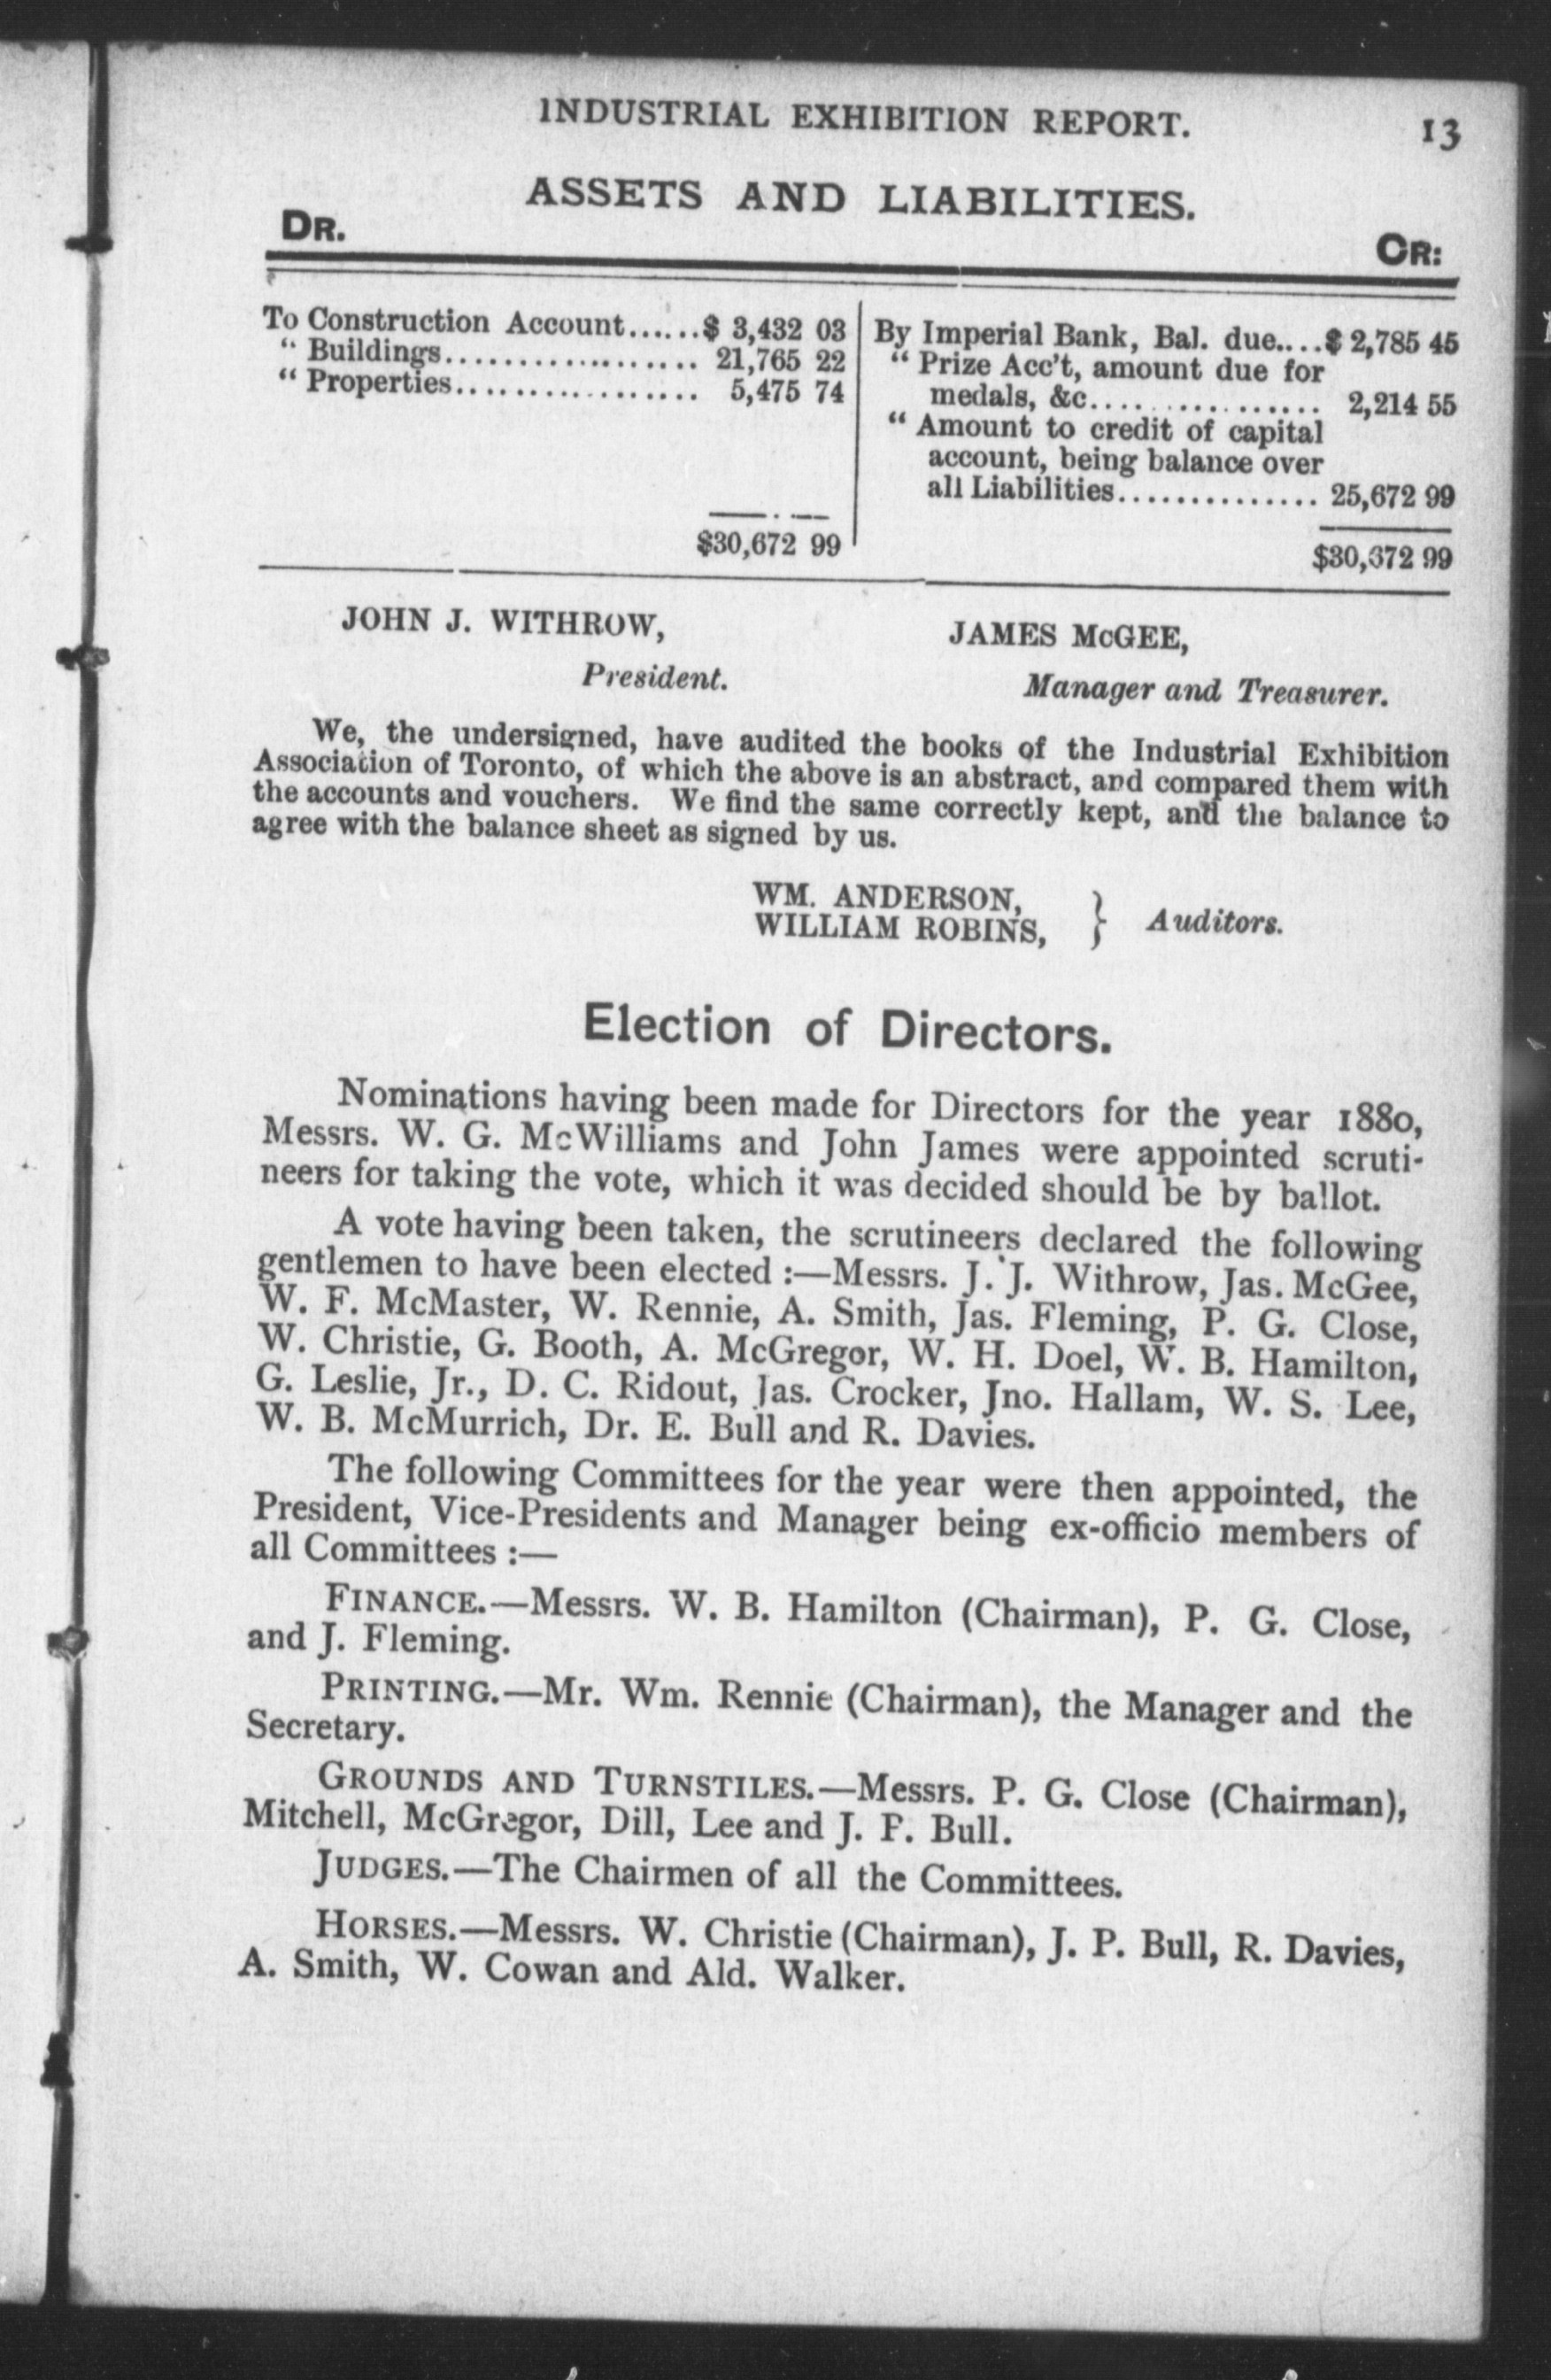 INDUSTRIAL EXHIBITION REPORT. 13
ASSETS AND LIABILITIES.
DR.
CR:
To Construction Account......$ 3,432 03
“ Buildings.................. 21,765 22
“ Properties.................. 5,475 74
$30,672 99
By Imperial Bank, Bal. due....$ 2,785 45
“ Prize Acc't, amount due for
medals, &c................. 2,214 55
“ Amount to credit of capital
account, being balance over
all Liabilities............... 25,672 99
$30,672 99
JOHN J. WITHROW,
President.
JAMES McGEE,
Manager and Treasurer.
We, the undersigned, have audited the books of the Industrial Exhibition
Association of Toronto, of which the above is an abstract, and compared them with
the accounts and vouchers. We find the same correctly kept, and the balance to
agree with the balance sheet as signed by us.
WM. ANDERSON,
WILLIAM ROBINS, } Auditors.
Election of Directors.
Nominations having been made for Directors for the year 1880,
Messrs. W. G. McWilliams and John James were appointed scruti-
neers for taking the vote, which it was decided should be by ballot.
A vote having been taken, the scrutineers declared the following
gentlemen to have been elected :—Messrs. J. J. Withrow, Jas. McGee,
W. F. McMaster, W. Rennie, A. Smith, Jas. Fleming, P. G. Close,
W. Christie, G. Booth, A. McGregor, W. H. Doel, W. B. Hamilton,
G. Leslie, Jr., D. C. Ridout, Jas. Crocker, Jno. Hallam, W. S. Lee,
W. B. McMurrich, Dr. E. Bull and R. Davies.
The following Committees for the year were then appointed, the
President, Vice-Presidents and Manager being ex-officio members of
all Committees :—
FINANCE.—Messrs. W. B. Hamilton (Chairman), P. G. Close,
and J. Fleming.
PRINTING.—Mr. Wm. Rennie (Chairman), the Manager and the
Secretary.
GROUNDS AND TURNSTILES.—Messrs. P. G. Close (Chairman),
Mitchell, McGregor, Dill, Lee and J. P. Bull.
JUDGES.—The Chairmen of all the Committees.
HORSES.—Messrs. W. Christie (Chairman), J. P. Bull, R. Davies,
A. Smith, W. Cowan and Ald. Walker.